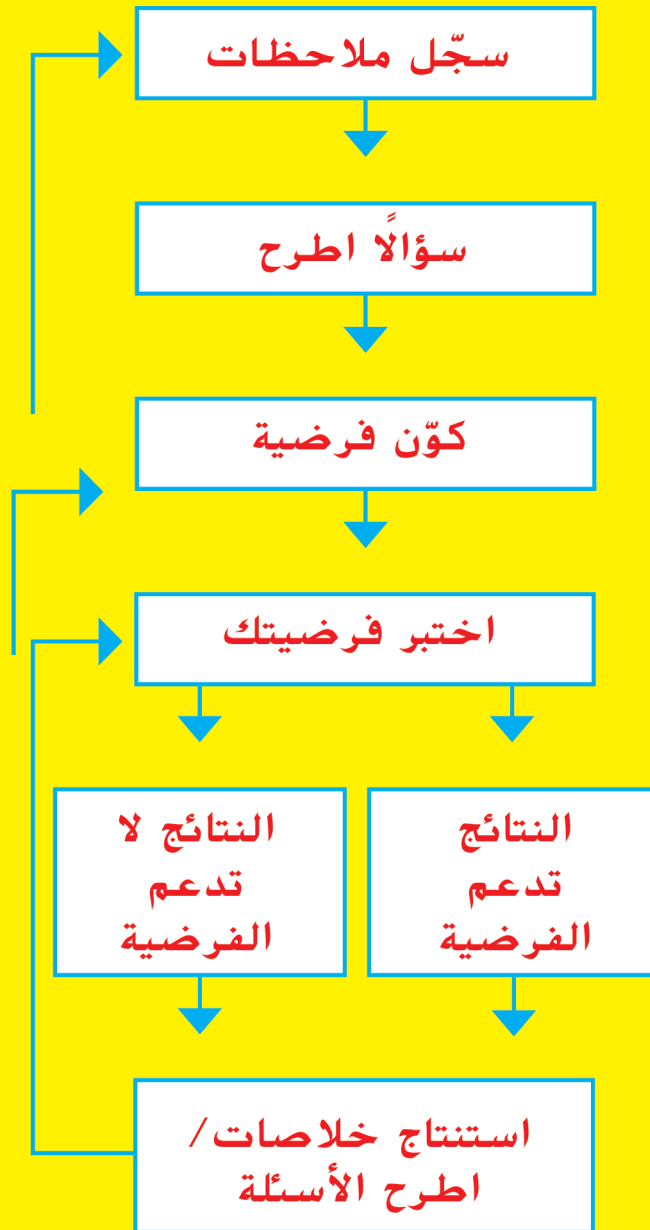 سجّل ملاحظات
سؤالًا اطرح
كوّن فرضية
اختبر فرضيتك
النتائج
تدعم
الفرضية
النتائج لا
تدعم
الفرضية
استنتاج خلاصات/
اطرح الأسئلة